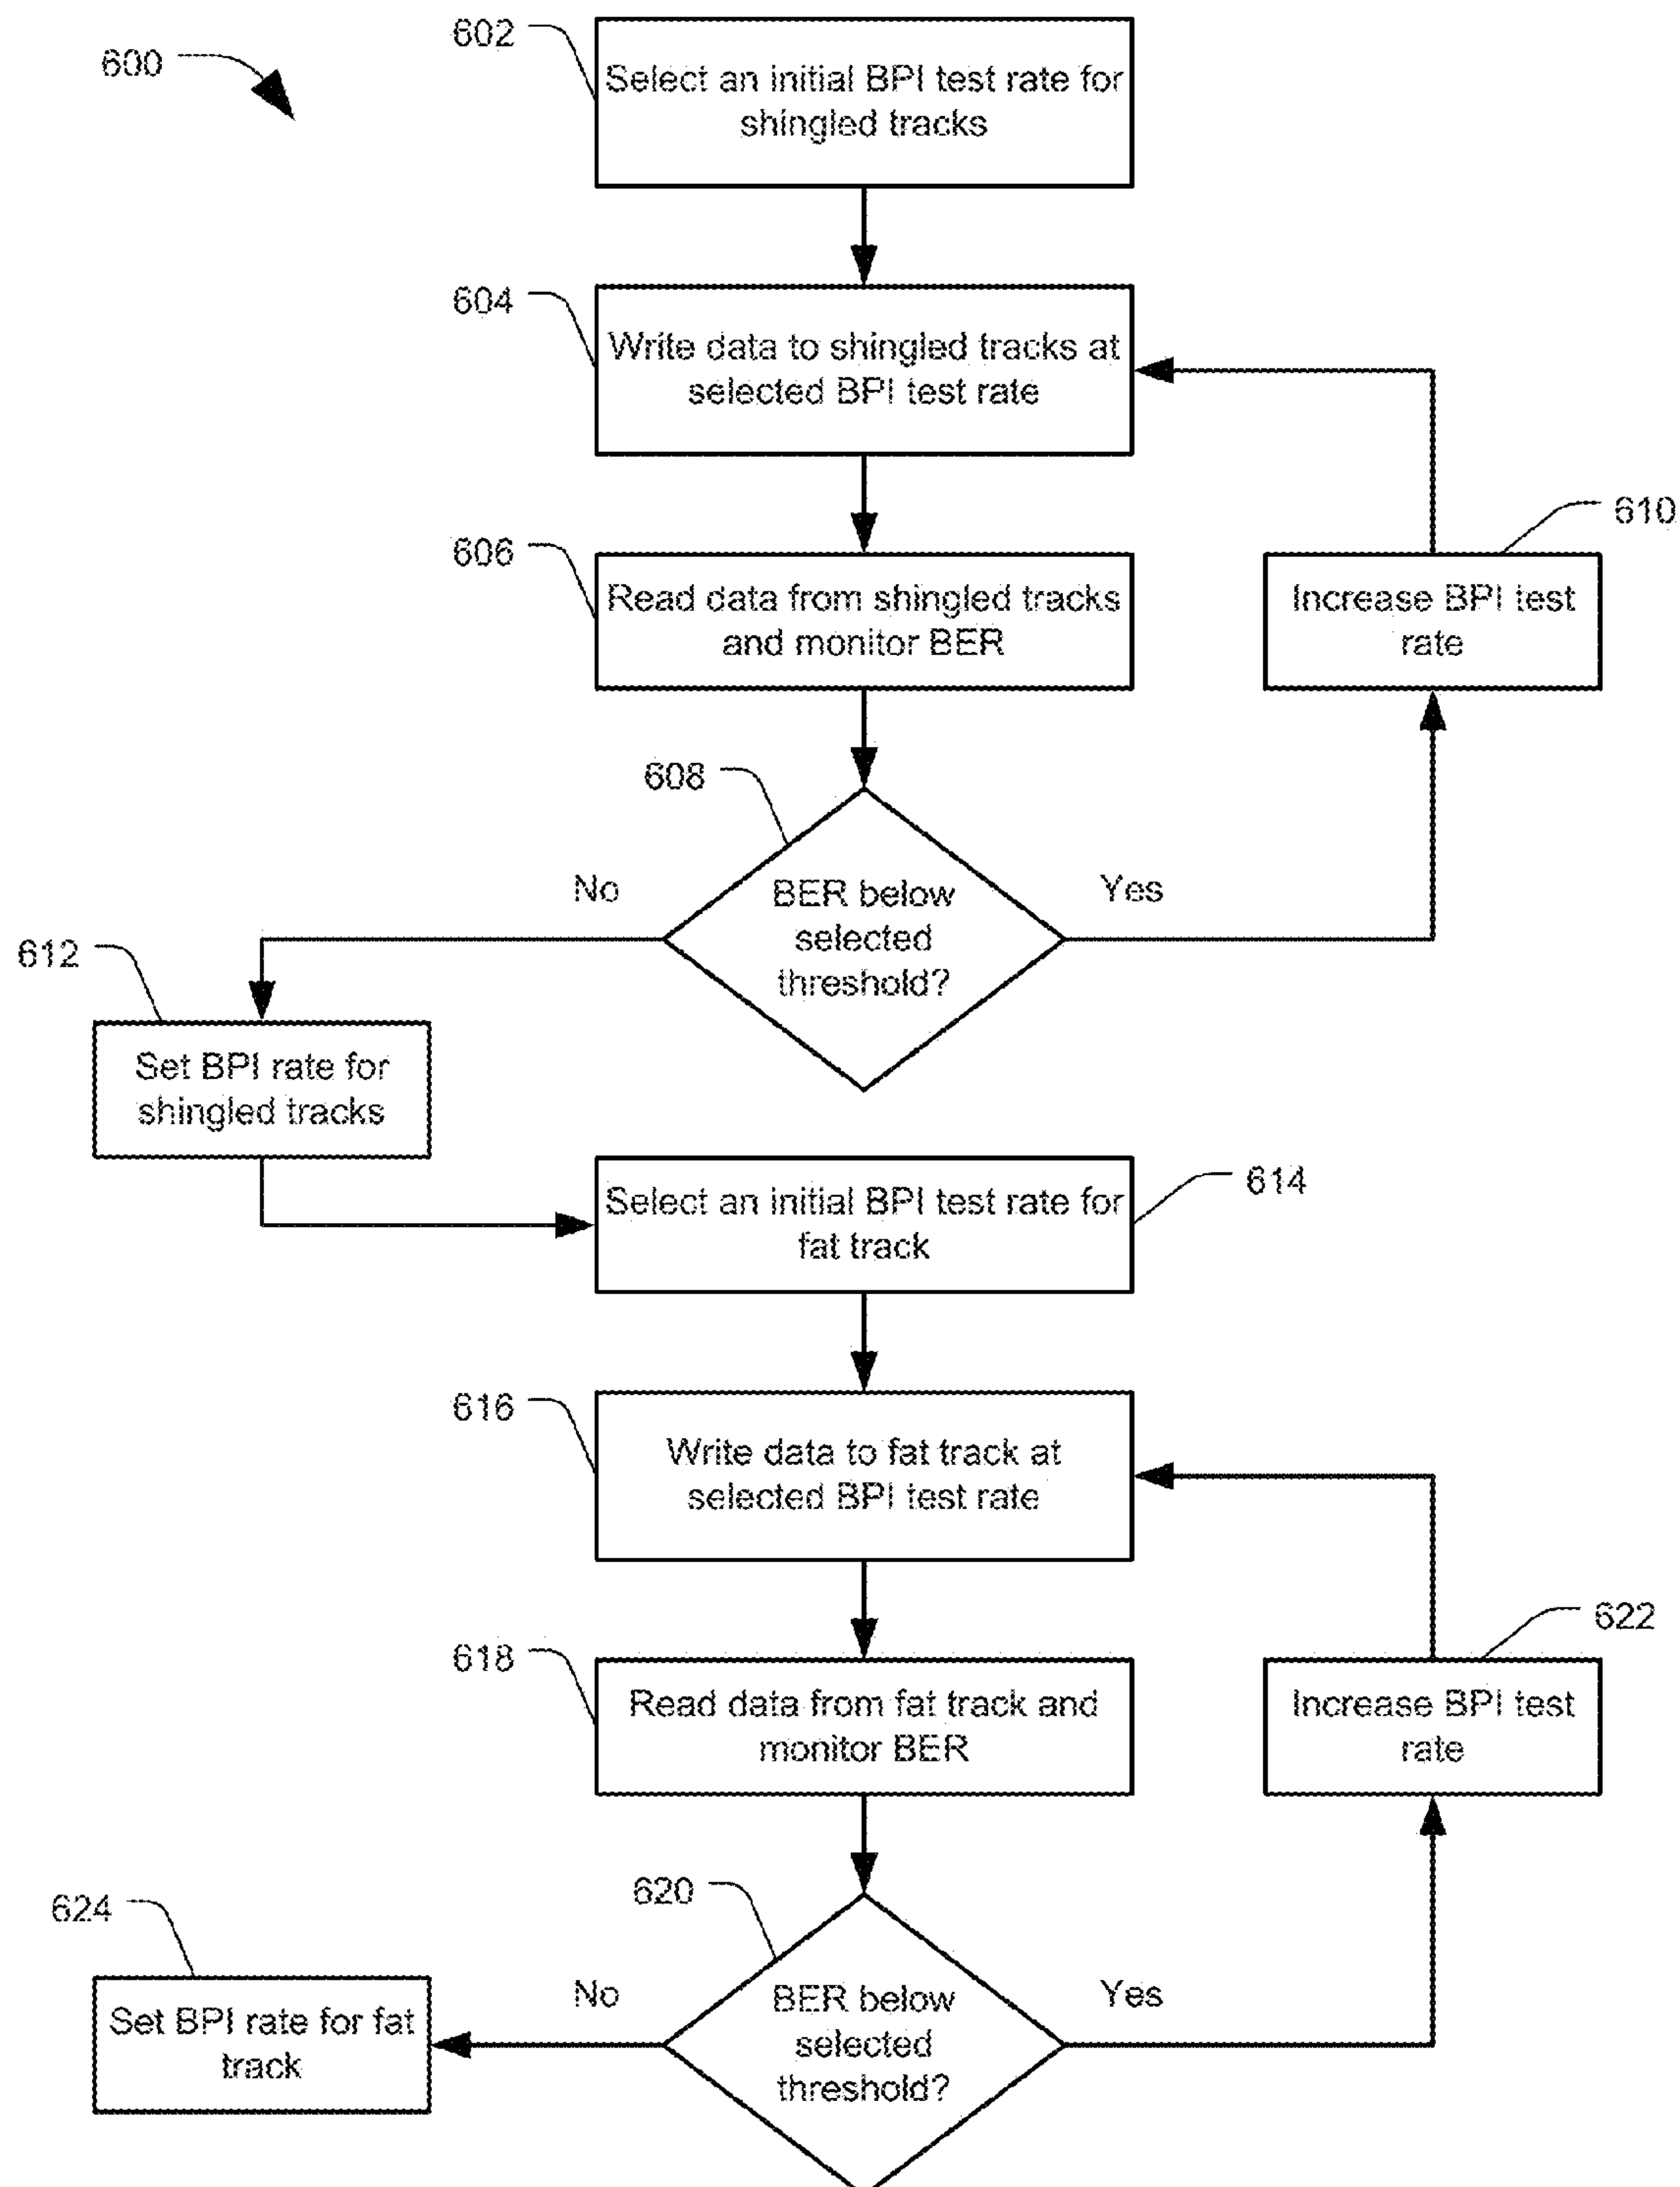 600
602
Select an initial BPI test rate for
shingled tracks
604
Write data to shingled tracks at
selected BPI test rate
606
Read data from shingled tracks
and monitor BER
610
Increase BPI test
rate
608
BER below
selected
threshold?
No
Yes
612
Set BPI rate for
shingled tracks
614
Select an initial BPI test rate for
fat track
616
Write data to fat track at
selected BPI test rate
618
Read data from fat track and
monitor BER
622
Increase BPI test
rate
620
BER below
selected
threshold?
No
Yes
624
Set BPI rate for fat
track